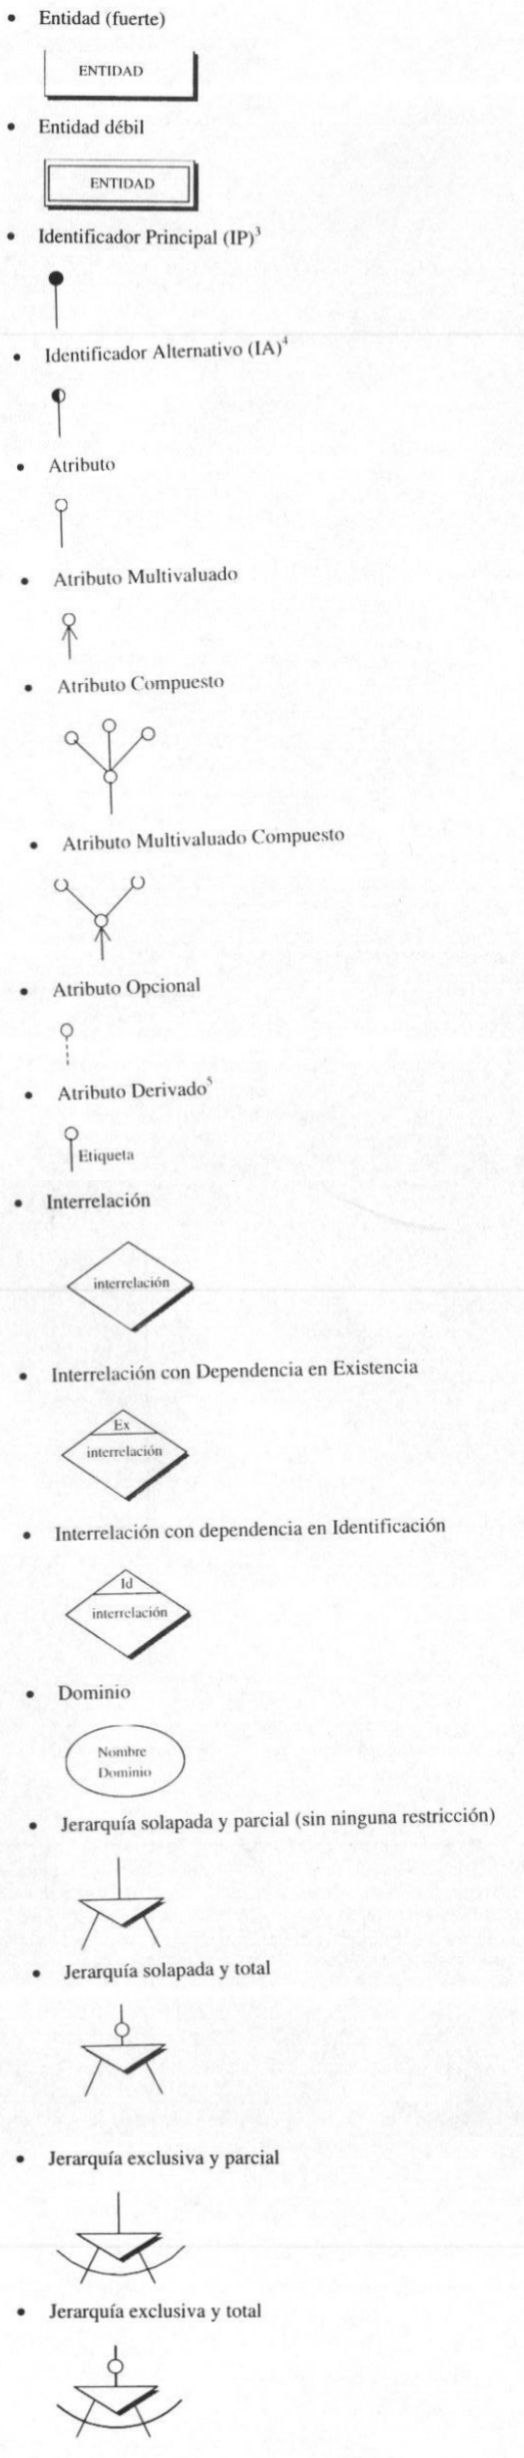 • Entidad (fuerte)
ENTIDAD
• Entidad débil
ENTIDAD
• Identificador Principal (IP)³
• Identificador Alternativo (IA)⁴
• Atributo
• Atributo Multivaluado
• Atributo Compuesto
• Atributo Multivaluado Compuesto
• Atributo Opcional
• Atributo Derivado⁵
Etiqueta
• Interrelación
interrelación
• Interrelación con Dependencia en Existencia
Ex
interrelación
• Interrelación con dependencia en Identificación
Id
interrelación
• Dominio
Nombre
Dominio
• Jerarquía solapada y parcial (sin ninguna restricción)
• Jerarquía solapada y total
• Jerarquía exclusiva y parcial
• Jerarquía exclusiva y total